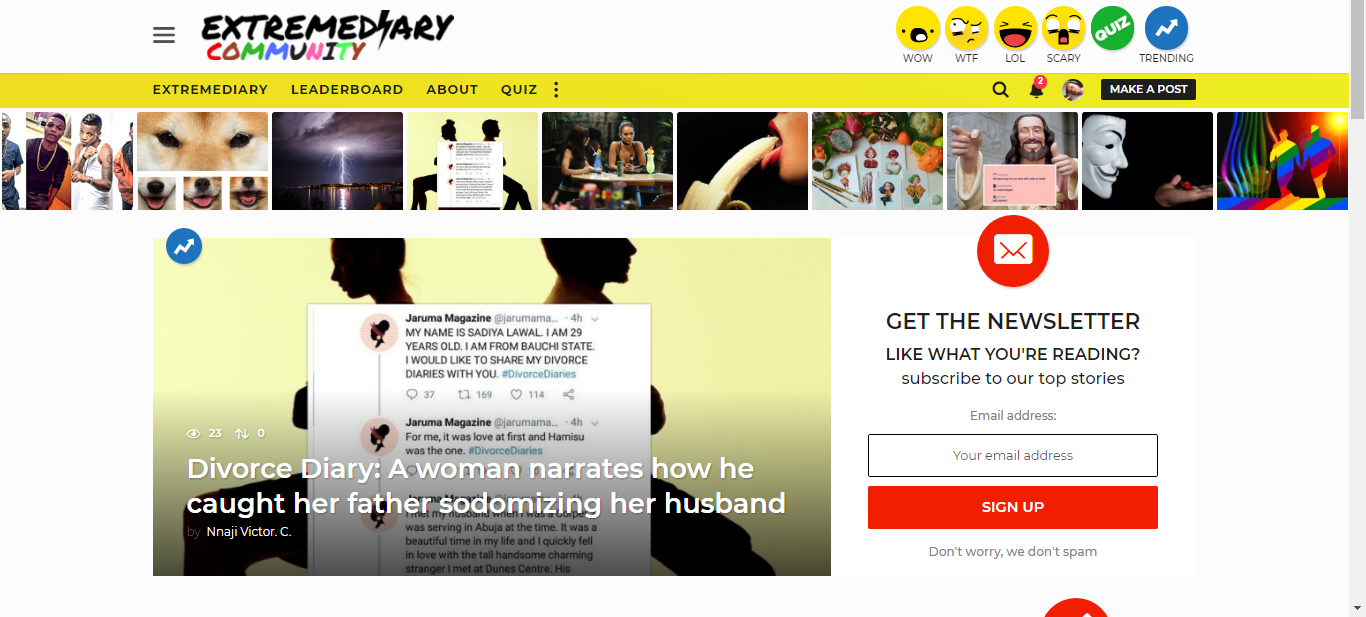 EXTREMEDIARY
COMMUNITY
QUIZ
WOW
WTF
LOL
SCARY
TRENDING
EXTREMEDIARY
LEADERBOARD
ABOUT
QUIZ
2
MAKE A POST
Jaruma Magazine @jarumama... · 4h
MY NAME IS SADIYA LAWAL. I AM 29
YEARS OLD. I AM FROM BAUCHI STATE.
I WOULD LIKE TO SHARE MY DIVORCE
DIARIES WITH YOU. #DivorceDiaries
37 169 114
Jaruma Magazine @jarumama... · 4h
For me, it was love at first and Hamisu
was the one. #DivorceDiaries
23 0
Divorce Diary: A woman narrates how he
caught her father sodomizing her husband
by Nnaji Victor. C.
I met my husband when I was a Corper
was serving in Abuja at the time. It was a
beautiful time in my life and I quickly fell
in love with the tall handsome charming
stranger I met at Dunes Centre. His
GET THE NEWSLETTER
LIKE WHAT YOU'RE READING?
subscribe to our top stories
Email address:
Your email address
SIGN UP
Don't worry, we don't spam